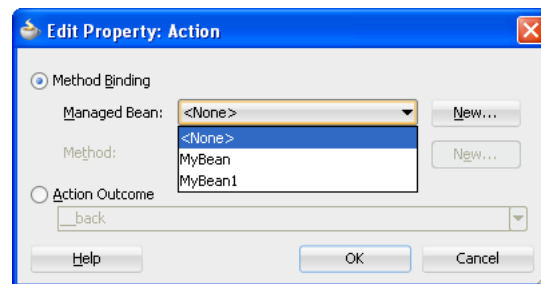 Edit Property: Action
Method Binding
Managed Bean: <None> New...
<None>
Method: MyBean New...
MyBean1
Action Outcome
__back
Help OK Cancel